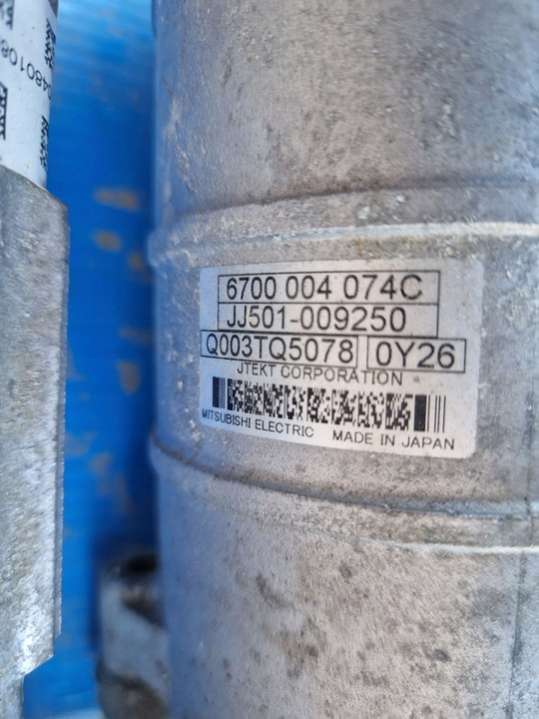 6700 004 074C
JJ501-009250
Q003TQ5078 0Y26
JTEKT CORPORATION
MITSUBISHI ELECTRIC MADE IN JAPAN